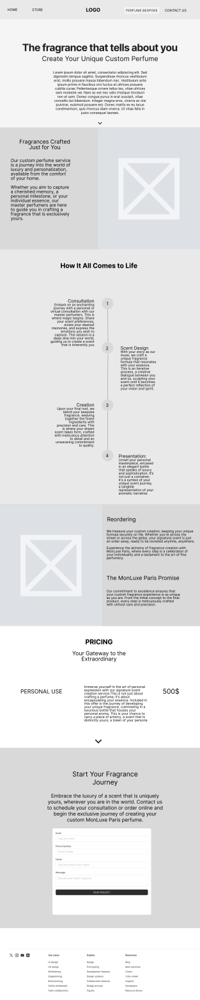 HOME
STORE
LOGO
PERFUME BESPOKE
CONTACT US
The fragrance that tells about you
Create Your Unique Custom Perfume
Lorem ipsum dolor sit amet, consectetur adipiscing elit. Sed
dignissim tempus sagittis. Suspendisse rhoncus vestibulum
erat, mollis posuere massa bibendum nec. Vestibulum ante
ipsum primis in faucibus orci luctus et ultrices posuere
cubilia curae; Pellentesque ornare tellus leo, vitae ultrices
sem molestie vel. Nam ac est nec odio tristique tincidunt
non et sem. Donec congue purus in erat suscipit, vitae
convallis dui bibendum. Integer magna eros, viverra ac nisl
pulvinar, euismod posuere est. Donec mattis ex eu lacus
condimentum, quis rhoncus diam viverra. Ut vitae felis in
justo consequat laoreet.
Fragrances Crafted
Just for You
Our custom perfume service
is a journey into the world of
luxury and personalization,
available from the comfort
of your home.
Whether you aim to capture
a cherished memory, a
personal milestone, or your
individual essence, our
master perfumers are here
to guide you in crafting a
fragrance that is exclusively
yours.
How It All Comes to Life
Consultation
Embark on an enchanting
journey with a personal or
virtual consultation with our
master perfumers. This is
where magic begins. Share
your scent preferences,
evoke your dearest
memories, and express the
emotions you wish to
capture. This session is a
deep dive into your world,
guiding us to create a scent
that is inherently you
1
2
Scent Design
With your story as our
muse, we craft a
unique fragrance
formula that resonates
with your essence.
This is an iterative
process, a creative
dialogue between you
and us, sculpting your
scent until it becomes
a perfect reflection of
your vision and spirit.
Creation
Upon your final nod, we
blend your bespoke
fragrance, weaving
together the finest
ingredients with
precision and care. This
is where your dream
scent takes form, crafted
with meticulous attention
to detail and an
unwavering commitment
to quality.
3
4
Presentation:
Unveil your personal
masterpiece, encased
in an elegant bottle
that speaks of luxury
and sophistication. It's
not just a container;
it's a symbol of your
unique scent journey,
a tangible
representation of your
aromatic narrative.
Reordering
We treasure your custom creation, keeping your unique
formula securely on file. Whether you're across the
street or across the globe, your signature scent is just
an order away, ready to be revisited anytime, anywhere.
Experience the alchemy of fragrance creation with
MonLuxe Paris, where every step is a celebration of
your individuality and a testament to the art of fine
perfumery.
The MonLuxe Paris Promise
Our commitment to excellence ensures that
your custom fragrance experience is as unique
as you are. From the initial concept to the final
product, every step is meticulously crafted
with utmost care and precision.
PRICING
Your Gateway to the
Extraordinary
PERSONAL USE
Immerse yourself in the art of personal
expression with our signature scent
creation service.This is not just about
crafting a perfume; it's about
encapsulating your essence. Included in
this offer is the journey of developing
your unique fragrance, culminating in a
luxurious bottle that houses your
personal aroma. This is your chance to
carry a piece of artistry, a scent that is
distinctly yours, a token of your persona
500$
Start Your Fragrance
Journey
Embrace the luxury of a scent that is uniquely
yours, wherever you are in the world. Contact us
to schedule your consultation or order online and
begin the exclusive journey of creating your
custom MonLuxe Paris perfume.
Email
Type your Email
Phone Number
Phone Number
Name
Message
SEND REQUEST
Use cases
UI design
UX design
Wireframing
Diagramming
Brainstorming
Online whiteboard
Team collaboration
Explore
Design
Prototyping
Development features
Design systems
Collaboration features
Design process
FigJam
Resources
Blog
Best practices
Colors
Color wheel
Support
Developers
Resource library